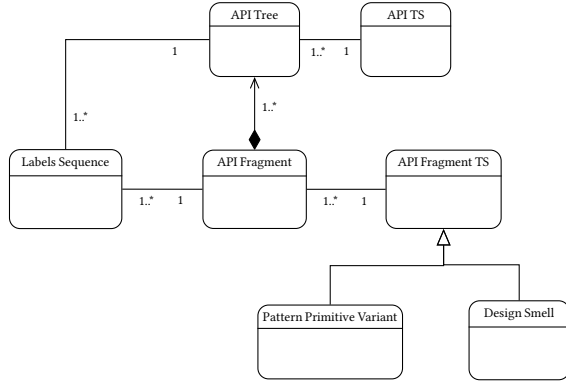 API Tree
API TS
1
1..*
1
1..*
1..*
Labels Sequence
API Fragment
API Fragment TS
1..*
1
1..*
1
Pattern Primitive Variant
Design Smell